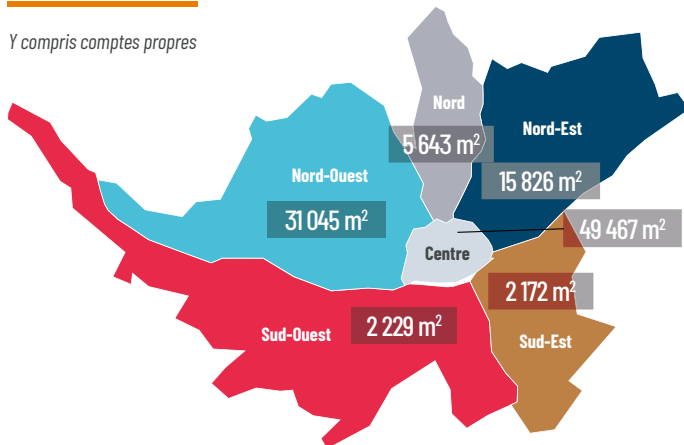 Y compris comptes propres
Nord
5 643 m²
Nord-Est
15 826 m²
Nord-Ouest
31 045 m²
49 467 m²
Centre
2 172 m²
Sud-Ouest
2 229 m²
Sud-Est